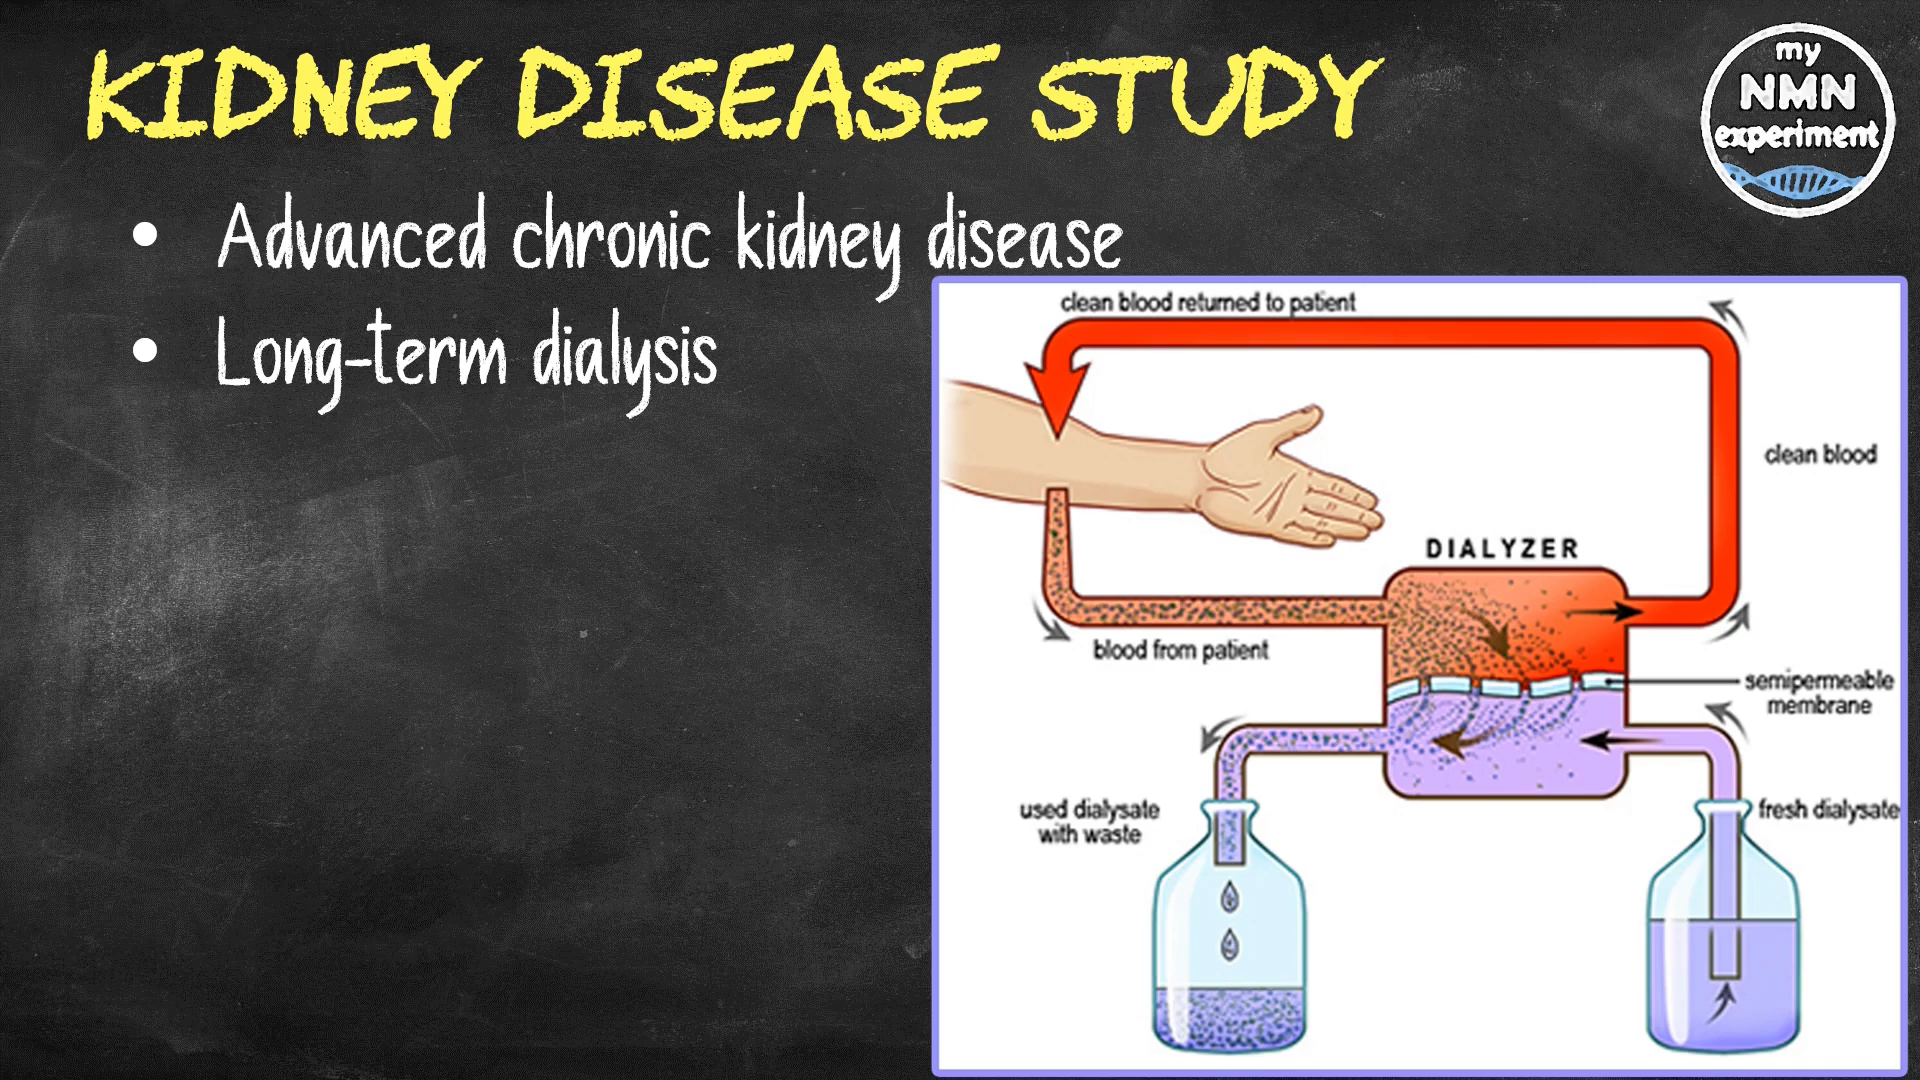 KIDNEY DISEASE STUDY
my
NMN
experiment
• Advanced chronic kidney disease
• Long-term dialysis
clean blood returned to patient
clean blood
DIALYZER
blood from patient
semipermeable
membrane
used dialysate
with waste
fresh dialysate